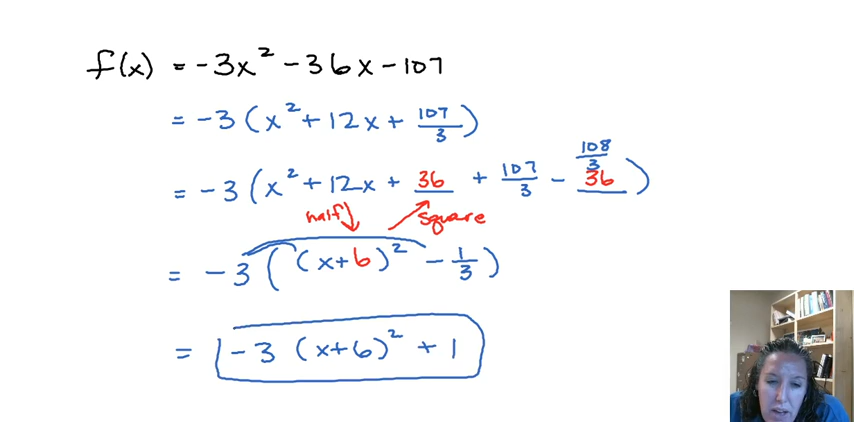 f(x) = -3x² - 36x - 107
= -3 (x² + 12x + 107/3)
= -3 (x² + 12x + 36 + 107/3 - 36 108/3)
half square
= -3 ((x+6)² - 1/3)
= -3 (x+6)² + 1